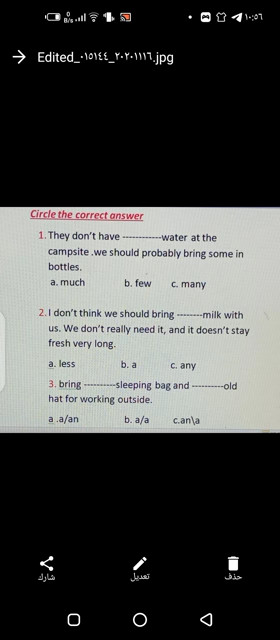 ١٠:٥٦
Edited_٢٠٢٠١١١٦_٠١٥١٤٤.jpg
Circle the correct answer
1. They don't have ------------water at the
campsite .we should probably bring some in
bottles.
a. much b. few c. many
2. I don't think we should bring --------milk with
us. We don't really need it, and it doesn't stay
fresh very long.
a. less b. a c. any
3. bring ----------sleeping bag and ----------old
hat for working outside.
a .a/an b. a/a c.an\a
شارك تعديل حذف